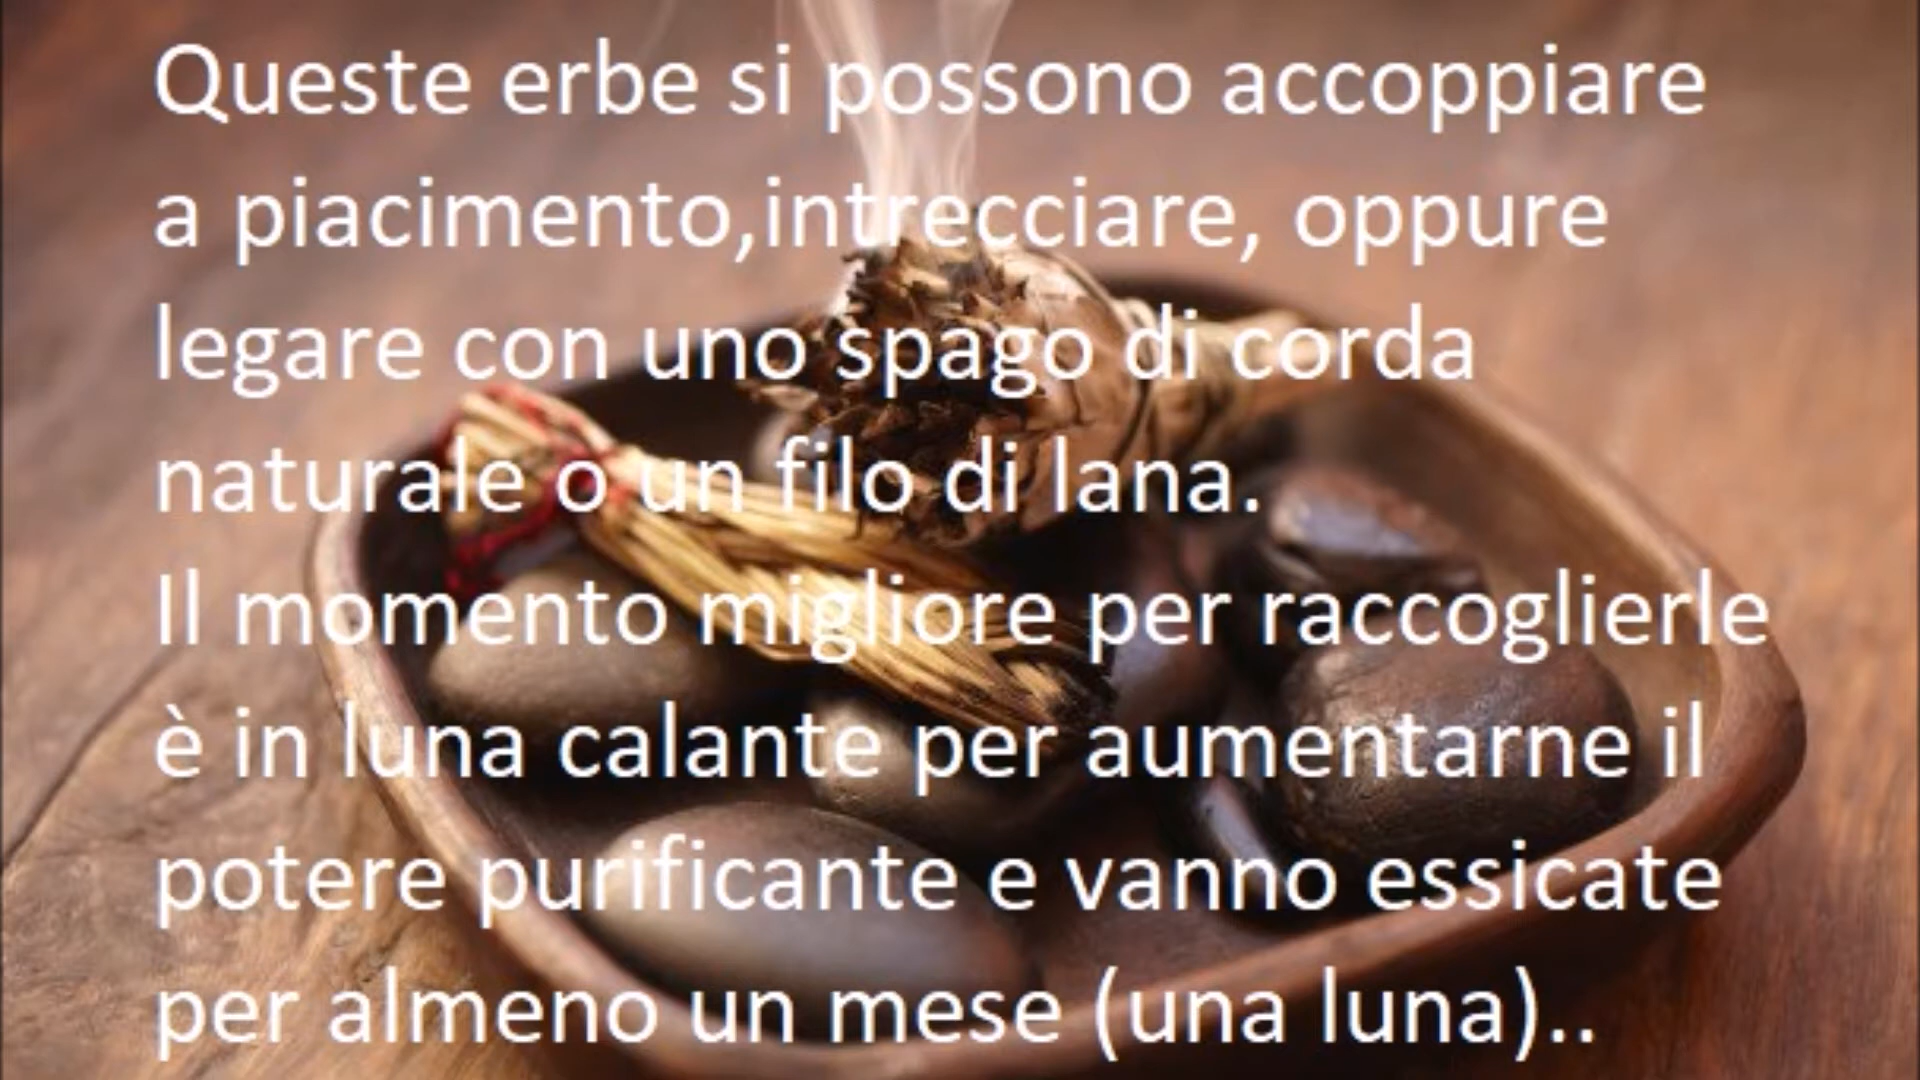 Queste erbe si possono accoppiare
a piacimento,intrecciare, oppure
legare con uno spago di corda
naturale o un filo di lana.
Il momento migliore per raccoglierle
è in luna calante per aumentarne il
potere purificante e vanno essicate
per almeno un mese (una luna)..